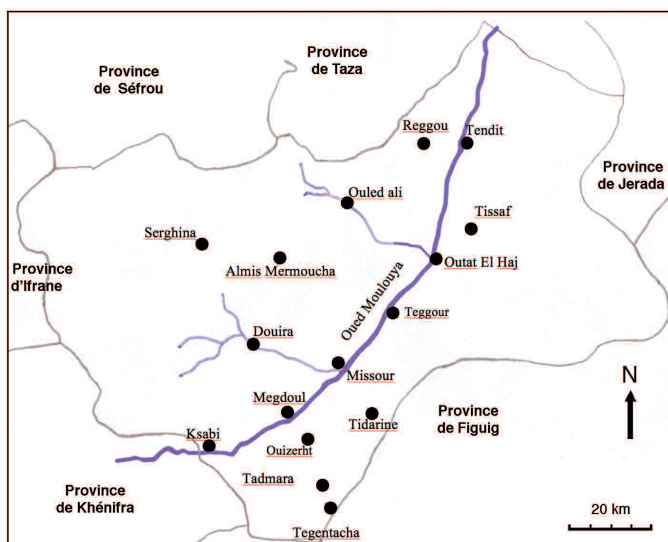 Province
de Séfrou
Province
de Taza
Reggou
Tendit
Province
de Jerada
Ouled ali
Tissaf
Serghina
Almis Mermoucha
Outat El Haj
Province
d'Ifrane
Oued Moulouya
Teggour
Douira
Missour
Megdoul
Tidarine
Province
de Figuig
N
Ksabi
Ouizerht
Tadmara
Province
de Khénifra
Tegentacha
20 km